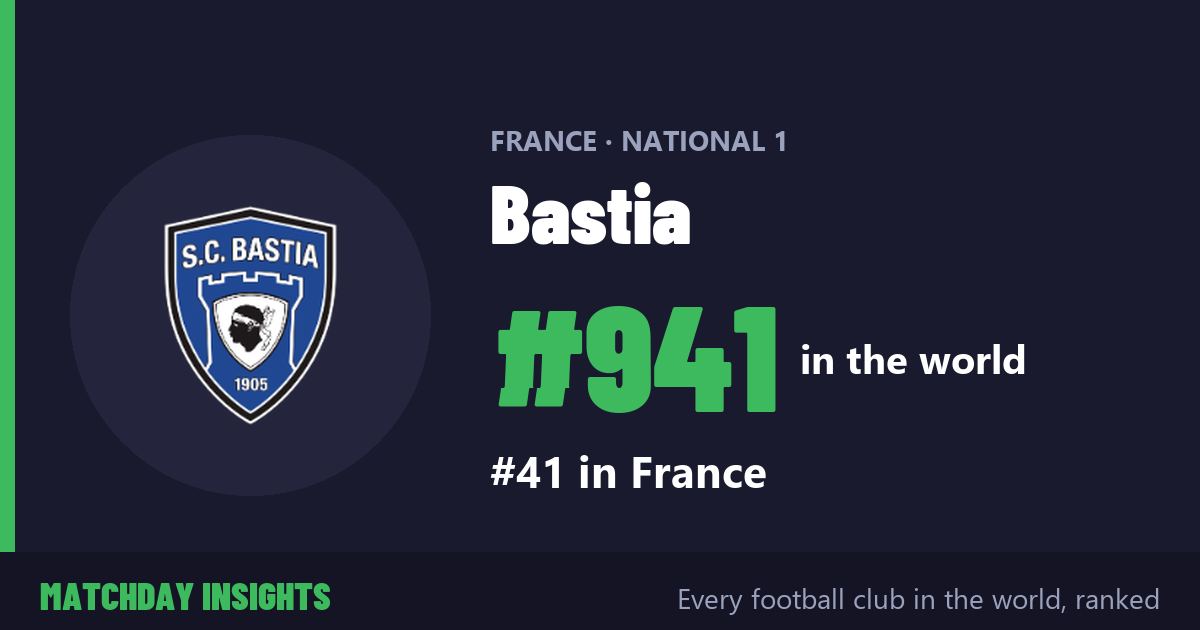 FRANCE · NATIONAL 1
Bastia
S.C. BASTIA
1905
#941 in the world
#41 in France
MATCHDAY INSIGHTS
Every football club in the world, ranked